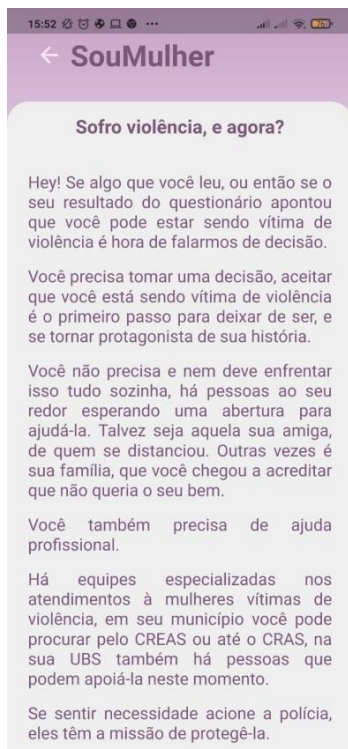 15:52
76
SouMulher
Sofro violência, e agora?
Hey! Se algo que você leu, ou então se o
seu resultado do questionário apontou
que você pode estar sendo vítima de
violência é hora de falarmos de decisão.
Você precisa tomar uma decisão, aceitar
que você está sendo vítima de violência
é o primeiro passo para deixar de ser, e
se tornar protagonista de sua história.
Você não precisa e nem deve enfrentar
isso tudo sozinha, há pessoas ao seu
redor esperando uma abertura para
ajudá-la. Talvez seja aquela sua amiga,
de quem se distanciou. Outras vezes é
sua família, que você chegou a acreditar
que não queria o seu bem.
Você também precisa de ajuda
profissional.
Há equipes especializadas nos
atendimentos à mulheres vítimas de
violência, em seu município você pode
procurar pelo CREAS ou até o CRAS, na
sua UBS também há pessoas que
podem apoiá-la neste momento.
Se sentir necessidade acione a polícia,
eles têm a missão de protegê-la.